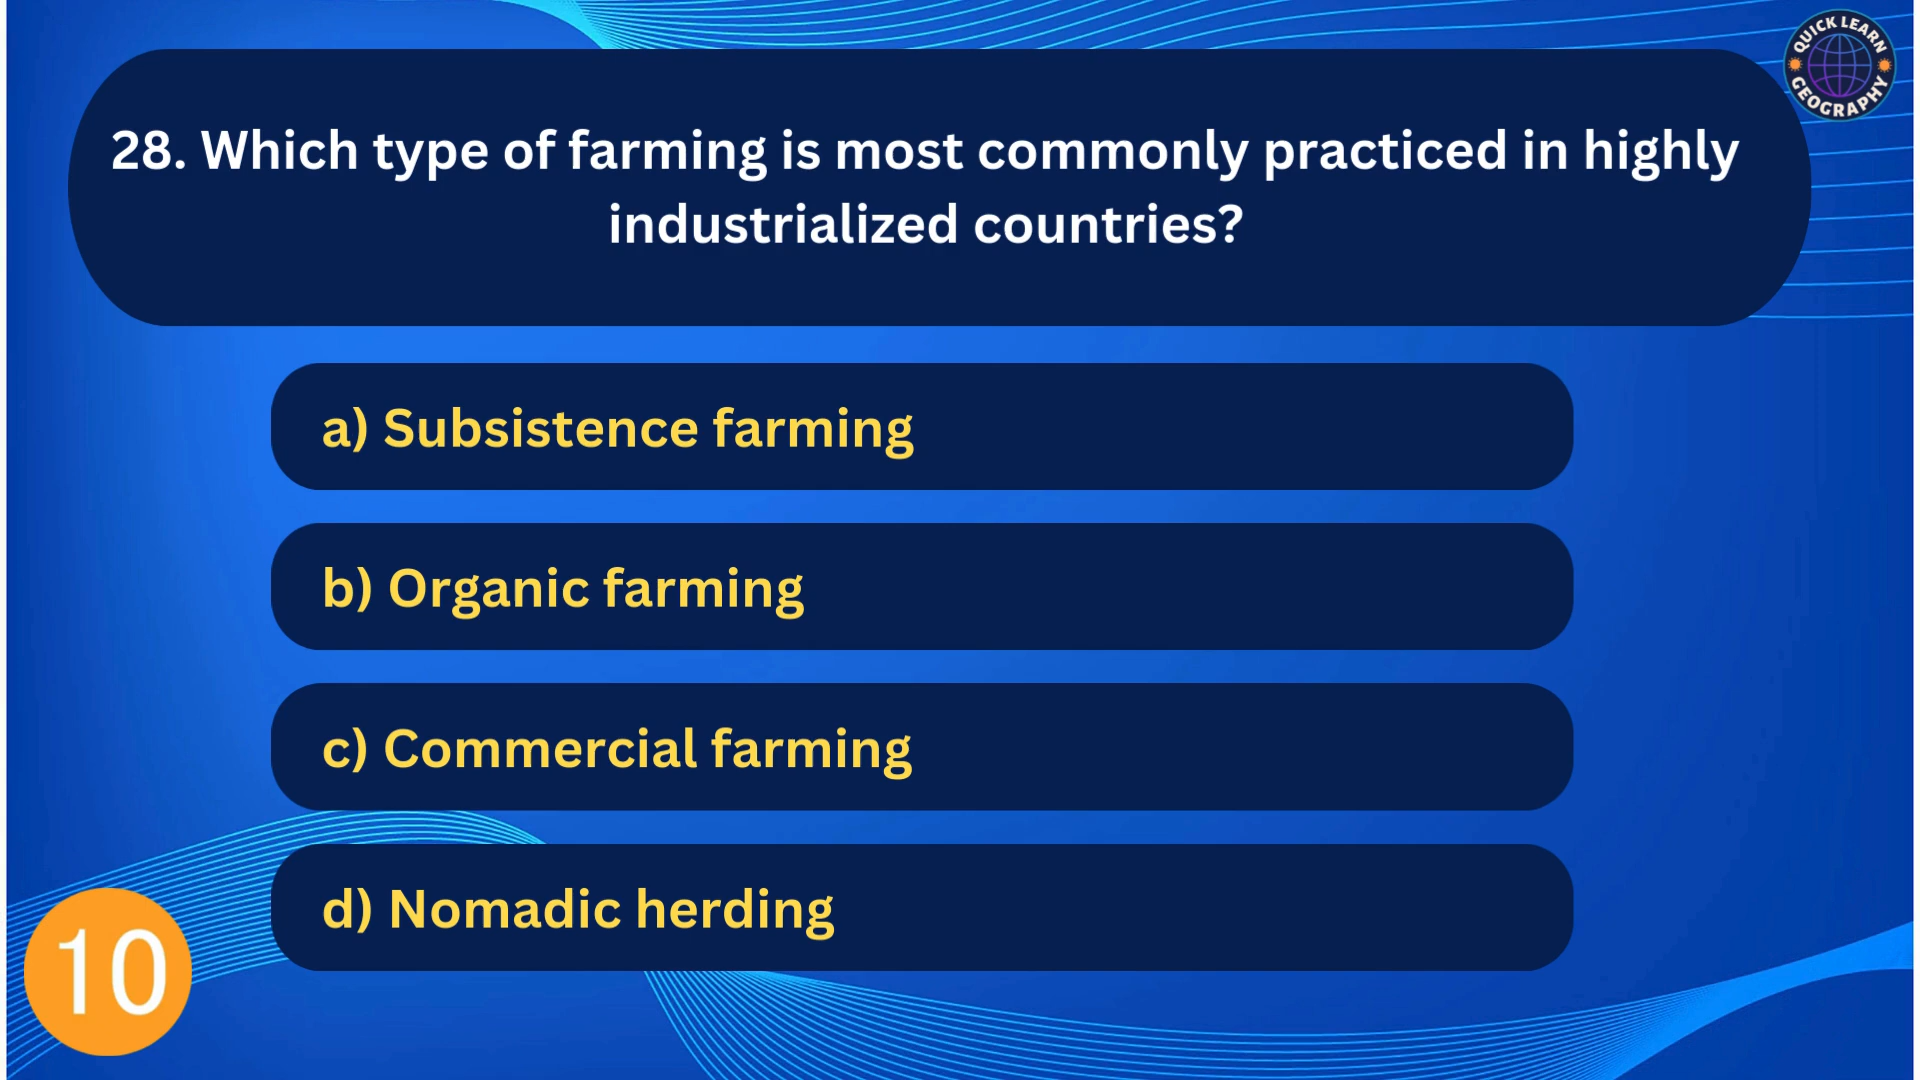 QUICK LEARN
GEOGRAPHY
28. Which type of farming is most commonly practiced in highly
industrialized countries?
a) Subsistence farming
b) Organic farming
c) Commercial farming
d) Nomadic herding
10